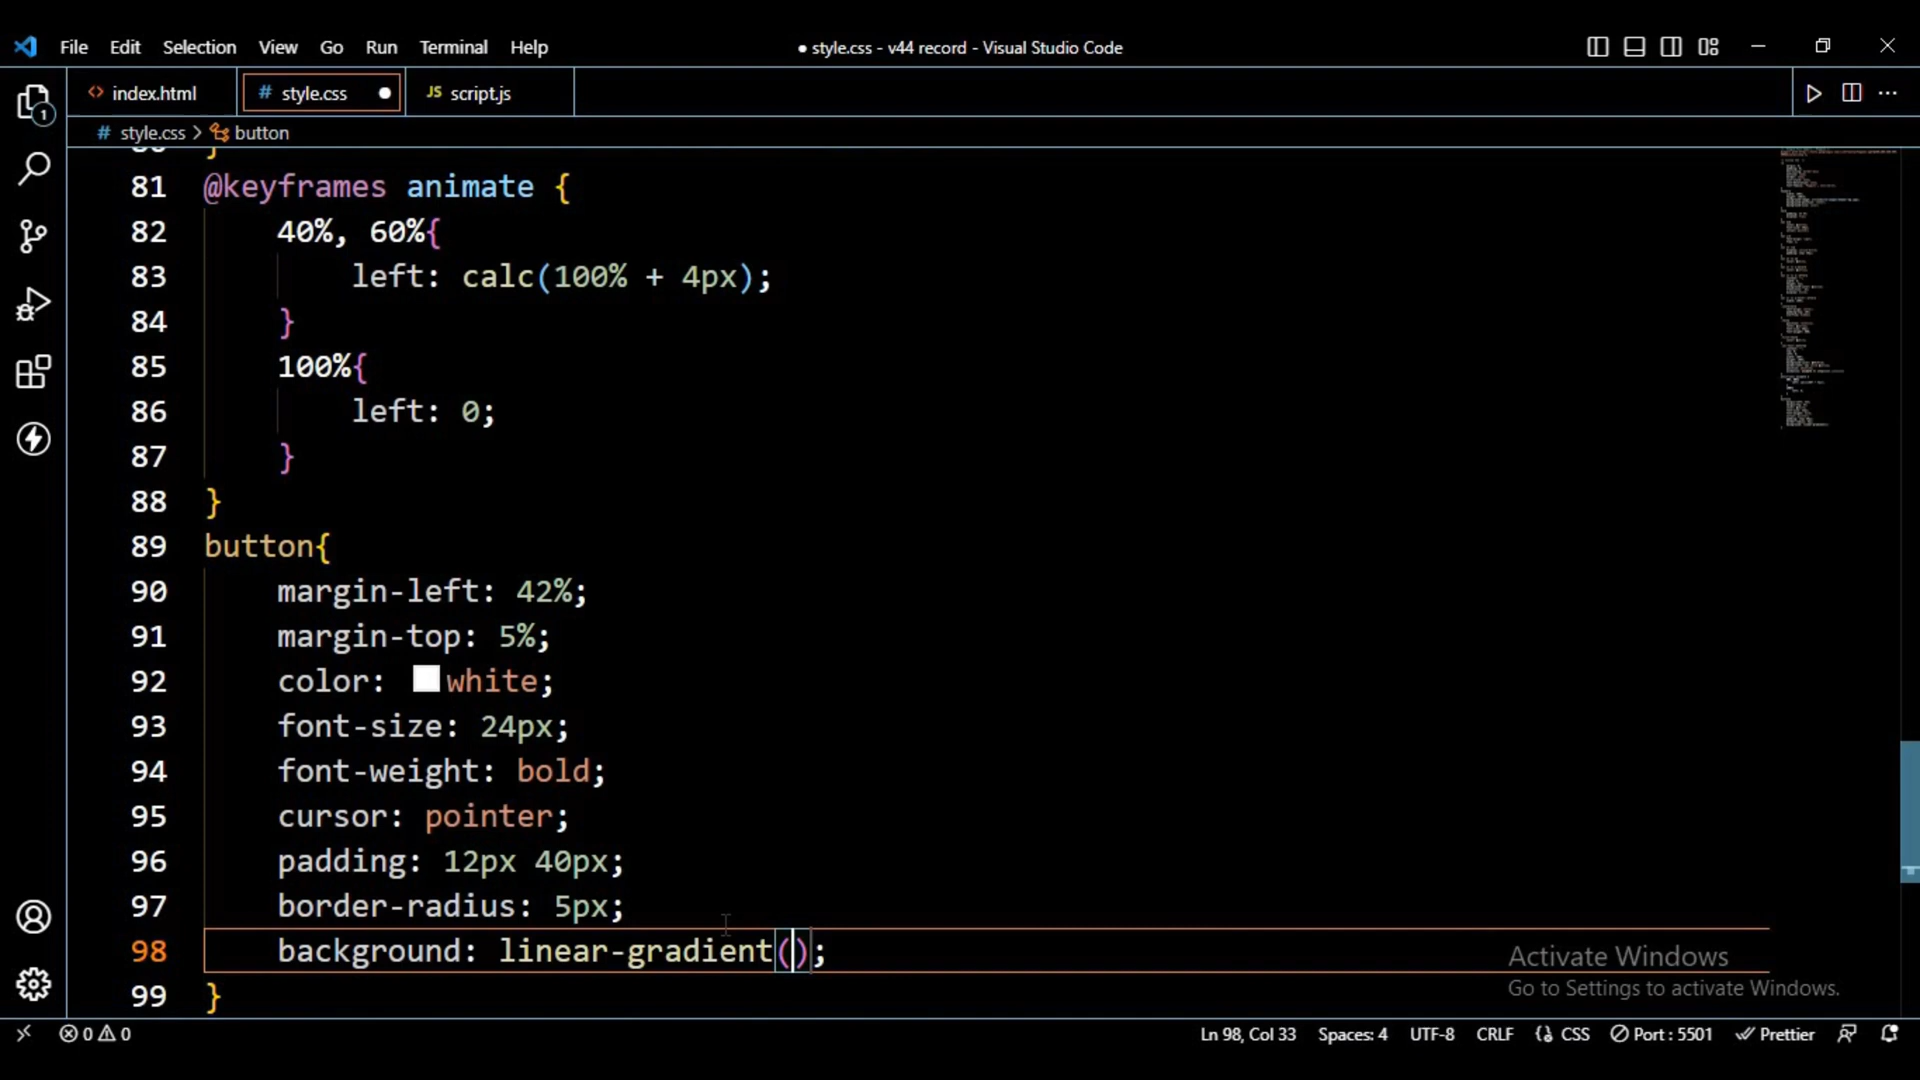 File Edit Selection View Go Run Terminal Help
● style.css - v44 record - Visual Studio Code
<> index.html
# style.css ●
JS script.js
1
# style.css > button
81 @keyframes animate {
82 40%, 60%{
83 left: calc(100% + 4px);
84 }
85 100%{
86 left: 0;
87 }
88 }
89 button{
90 margin-left: 42%;
91 margin-top: 5%;
92 color: white;
93 font-size: 24px;
94 font-weight: bold;
95 cursor: pointer;
96 padding: 12px 40px;
97 border-radius: 5px;
98 background: linear-gradient();
99 }
Activate Windows
Go to Settings to activate Windows.
0 0 Ln 98, Col 33 Spaces: 4 UTF-8 CRLF {} CSS Port : 5501 Prettier